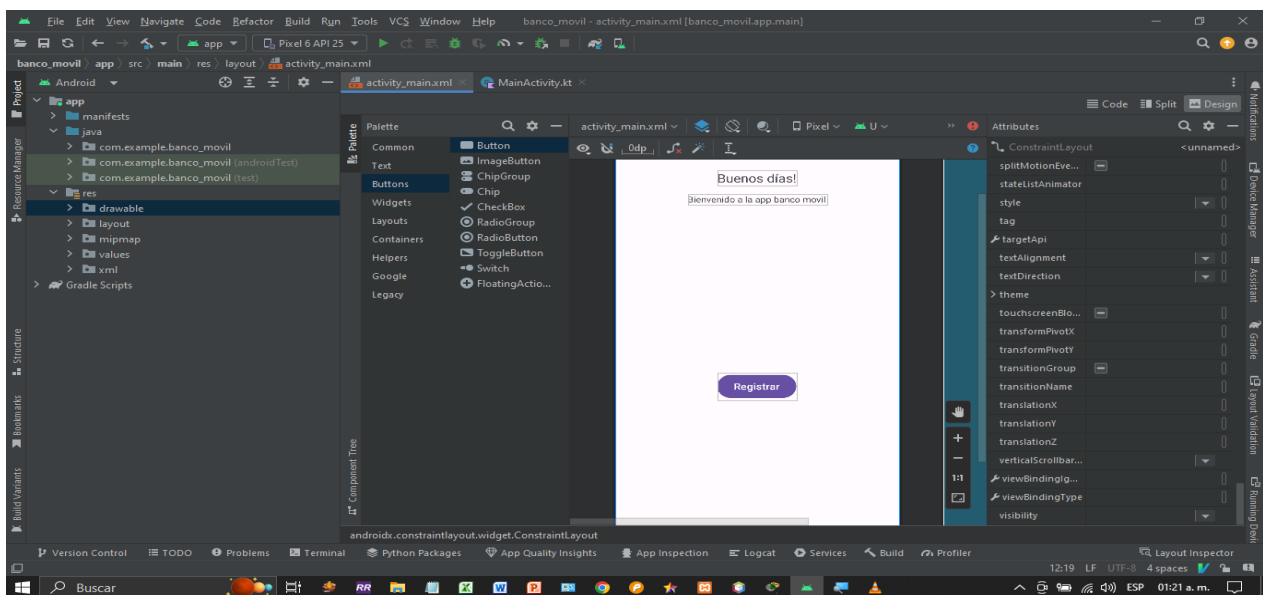 File Edit View Navigate Code Refactor Build Run Tools VCS Window Help banco_movil - activity_main.xml [banco_movil.app.main]
app Pixel 6 API 25
banco_movil app src main res layout activity_main.xml
Android
activity_main.xml MainActivity.kt
Code Split Design
Project
Resource Manager
Structure
Bookmarks
Build Variants
app
manifests
java
com.example.banco_movil
com.example.banco_movil (androidTest)
com.example.banco_movil (test)
res
drawable
layout
mipmap
values
xml
Gradle Scripts
Palette
Component Tree
Palette
Common
Text
Buttons
Widgets
Layouts
Containers
Helpers
Google
Legacy
Button
ImageButton
ChipGroup
Chip
CheckBox
RadioGroup
RadioButton
ToggleButton
Switch
FloatingActio...
activity_main.xml Pixel U
0dp
Buenos días!
Bienvenido a la app banco movil
Registrar
1:1
Attributes
ConstraintLayout <unnamed>
splitMotionEve...
stateListAnimator
style
tag
targetApi
textAlignment
textDirection
theme
touchscreenBlo...
transformPivotX
transformPivotY
transitionGroup
transitionName
translationX
translationY
translationZ
verticalScrollbar...
viewBindingIg...
viewBindingType
visibility
Notifications
Device Manager
Assistant
Gradle
Layout Validation
Running Devi
androidx.constraintlayout.widget.ConstraintLayout
Version Control TODO Problems Terminal Python Packages App Quality Insights App Inspection Logcat Services Build Profiler Layout Inspector
12:19 LF UTF-8 4 spaces
Buscar
RR
ESP 01:21 a. m.